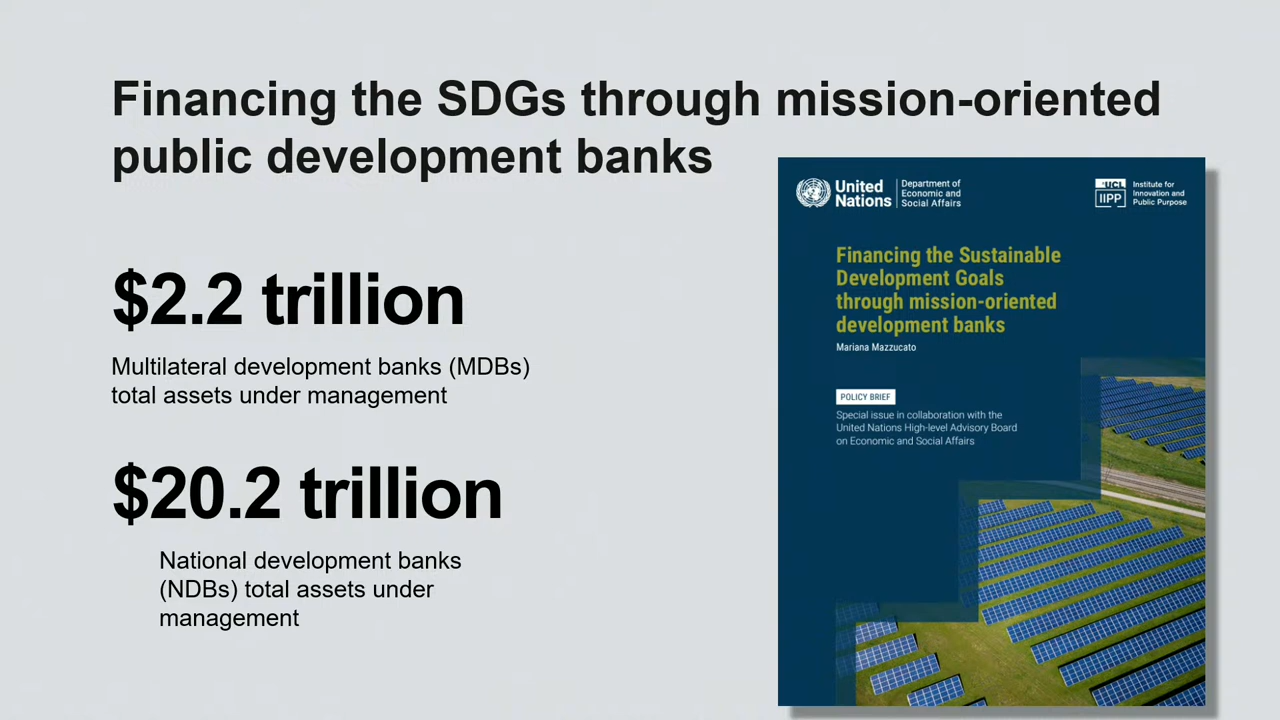 Financing the SDGs through mission-oriented
public development banks
$2.2 trillion
Multilateral development banks (MDBs)
total assets under management
$20.2 trillion
National development banks
(NDBs) total assets under
management
United
Nations
Department of
Economic and
Social Affairs
UCL
IIPP
Institute for
Innovation and
Public Purpose
Financing the Sustainable
Development Goals
through mission-oriented
development banks
Mariana Mazzucato
POLICY BRIEF
Special issue in collaboration with the
United Nations High-level Advisory Board
on Economic and Social Affairs